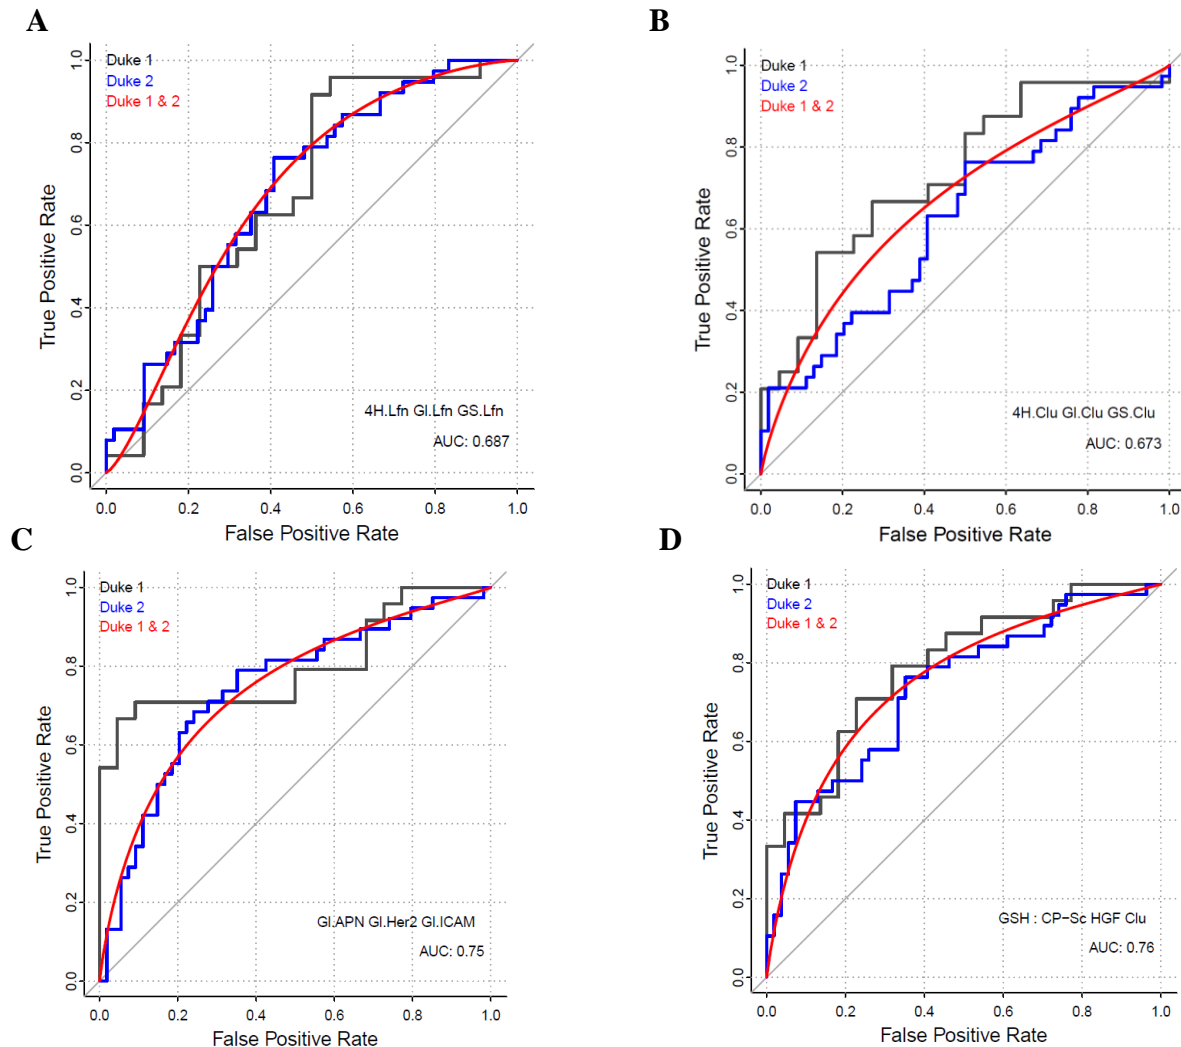 A
Duke 1
Duke 2
Duke 1 & 2
4H.Lfn Gl.Lfn GS.Lfn
AUC: 0.687
True Positive Rate
0.0 0.2 0.4 0.6 0.8 1.0
0.0 0.2 0.4 0.6 0.8 1.0
False Positive Rate
B
Duke 1
Duke 2
Duke 1 & 2
4H.Clu Gl.Clu GS.Clu
AUC: 0.673
True Positive Rate
0.0 0.2 0.4 0.6 0.8 1.0
0.0 0.2 0.4 0.6 0.8 1.0
False Positive Rate
C
Duke 1
Duke 2
Duke 1 & 2
Gl.APN Gl.Her2 Gl.ICAM
AUC: 0.75
True Positive Rate
0.0 0.2 0.4 0.6 0.8 1.0
0.0 0.2 0.4 0.6 0.8 1.0
False Positive Rate
D
Duke 1
Duke 2
Duke 1 & 2
GSH : CP−Sc HGF Clu
AUC: 0.76
True Positive Rate
0.0 0.2 0.4 0.6 0.8 1.0
0.0 0.2 0.4 0.6 0.8 1.0
False Positive Rate